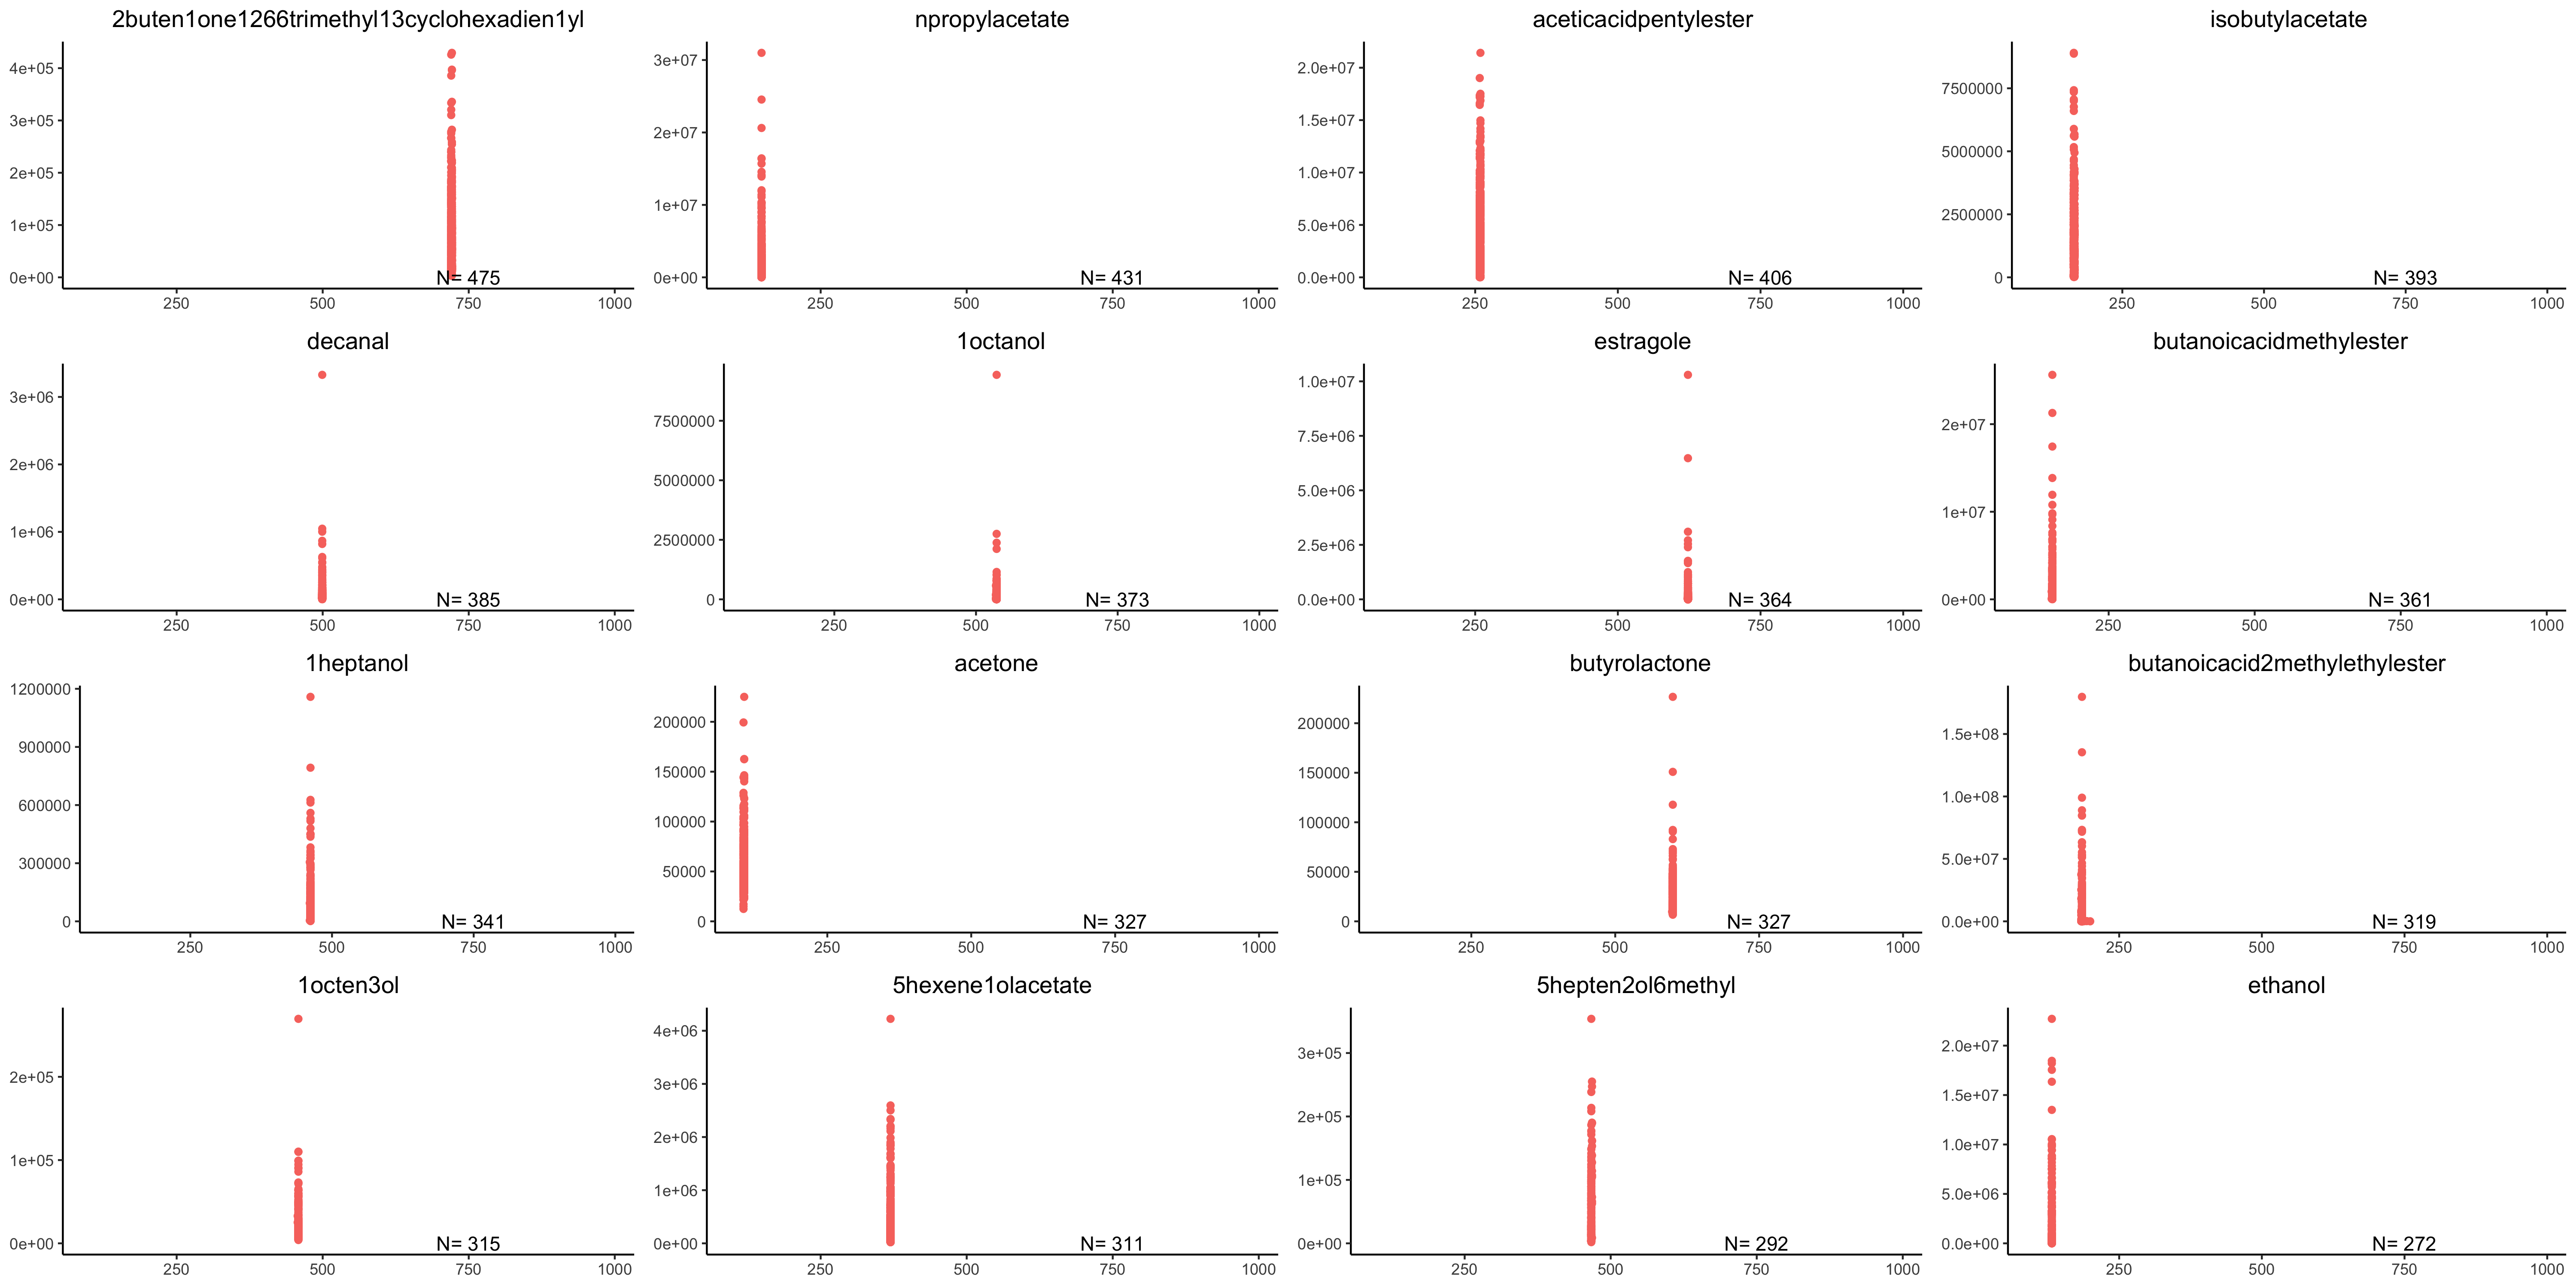 2buten1one1266trimethyl13cyclohexadien1yl npropylacetate aceticacidpentylester isobutylacetate
4e+05 3e+05 2e+05 1e+05 0e+00
N= 475
250 500 750 1000
3e+07 2e+07 1e+07 0e+00
N= 431
250 500 750 1000
2.0e+07 1.5e+07 1.0e+07 5.0e+06 0.0e+00
N= 406
250 500 750 1000
7500000 5000000 2500000 0
N= 393
250 500 750 1000
decanal 1octanol estragole butanoicacidmethylester
3e+06 2e+06 1e+06 0e+00
N= 385
250 500 750 1000
7500000 5000000 2500000 0
N= 373
250 500 750 1000
1.0e+07 7.5e+06 5.0e+06 2.5e+06 0.0e+00
N= 364
250 500 750 1000
2e+07 1e+07 0e+00
N= 361
250 500 750 1000
1heptanol acetone butyrolactone butanoicacid2methylethylester
1200000 900000 600000 300000 0
N= 341
250 500 750 1000
200000 150000 100000 50000 0
N= 327
250 500 750 1000
200000 150000 100000 50000 0
N= 327
250 500 750 1000
1.5e+08 1.0e+08 5.0e+07 0.0e+00
N= 319
250 500 750 1000
1octen3ol 5hexene1olacetate 5hepten2ol6methyl ethanol
2e+05 1e+05 0e+00
N= 315
250 500 750 1000
4e+06 3e+06 2e+06 1e+06 0e+00
N= 311
250 500 750 1000
3e+05 2e+05 1e+05 0e+00
N= 292
250 500 750 1000
2.0e+07 1.5e+07 1.0e+07 5.0e+06 0.0e+00
N= 272
250 500 750 1000